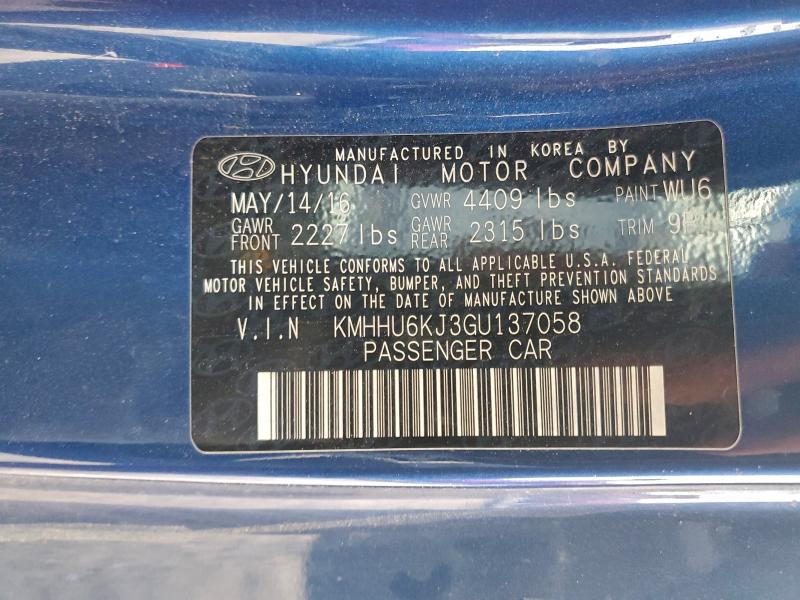 MANUFACTURED IN KOREA BY
HYUNDAI MOTOR COMPANY
MAY/14/16 GVWR 4409 lbs PAINT WU6
GAWR FRONT 2227 lbs GAWR REAR 2315 lbs TRIM
THIS VEHICLE CONFORMS TO ALL APPLICABLE U.S.A. FEDERAL
MOTOR VEHICLE SAFETY, BUMPER, AND THEFT PREVENTION STANDARDS
IN EFFECT ON THE DATE OF MANUFACTURE SHOWN ABOVE
V.I.N KMHHU6KJ3GU137058
PASSENGER CAR